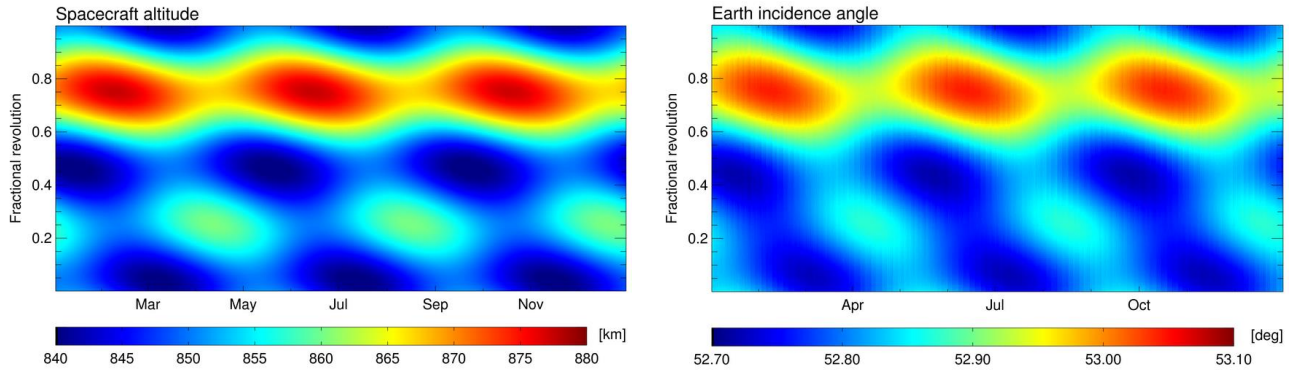 Spacecraft altitude
Fractional revolution
0.8
0.6
0.4
0.2
Mar May Jul Sep Nov
[km]
840 845 850 855 860 865 870 875 880
Earth incidence angle
Fractional revolution
0.8
0.6
0.4
0.2
Apr Jul Oct
[deg]
52.70 52.80 52.90 53.00 53.10